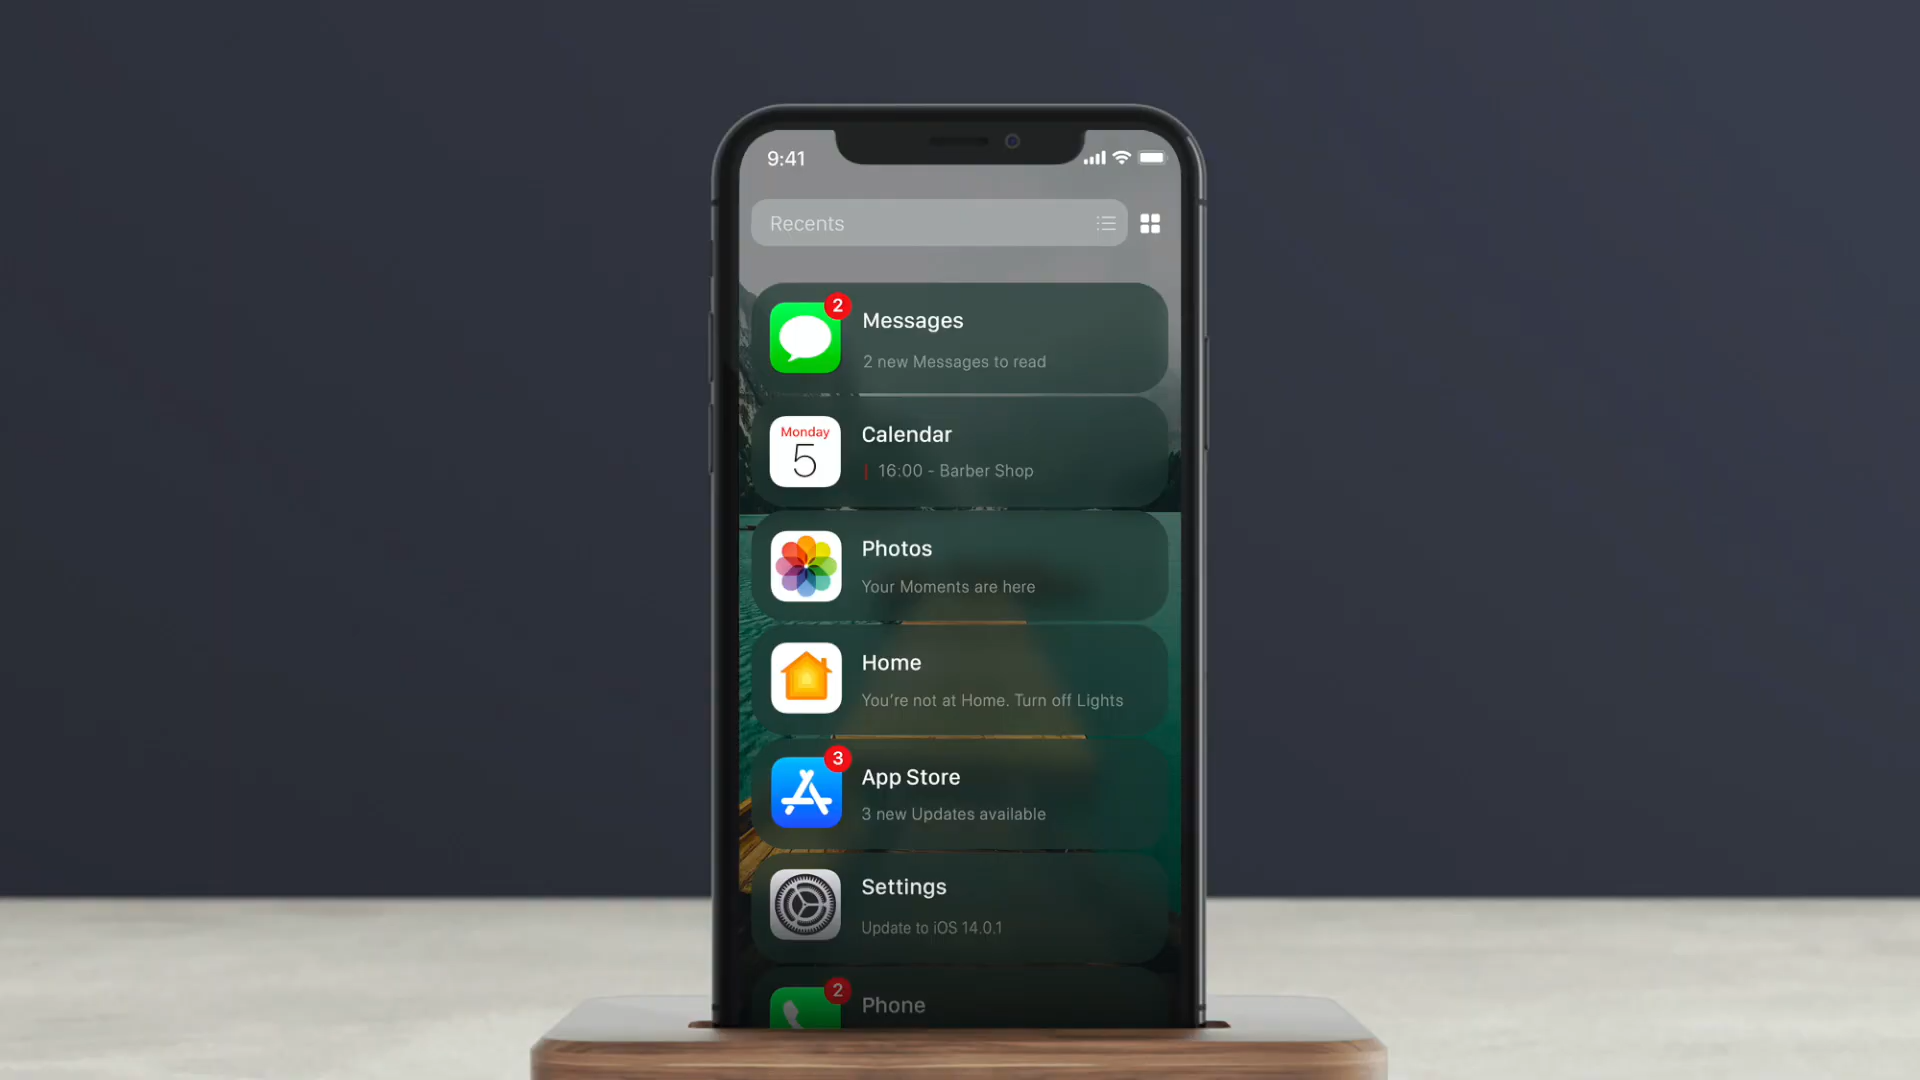 9:41
Recents
2
Messages
2 new Messages to read
Monday
5
Calendar
16:00 - Barber Shop
Photos
Your Moments are here
Home
You're not at Home. Turn off Lights
3
App Store
3 new Updates available
Settings
Update to iOS 14.0.1
2
Phone